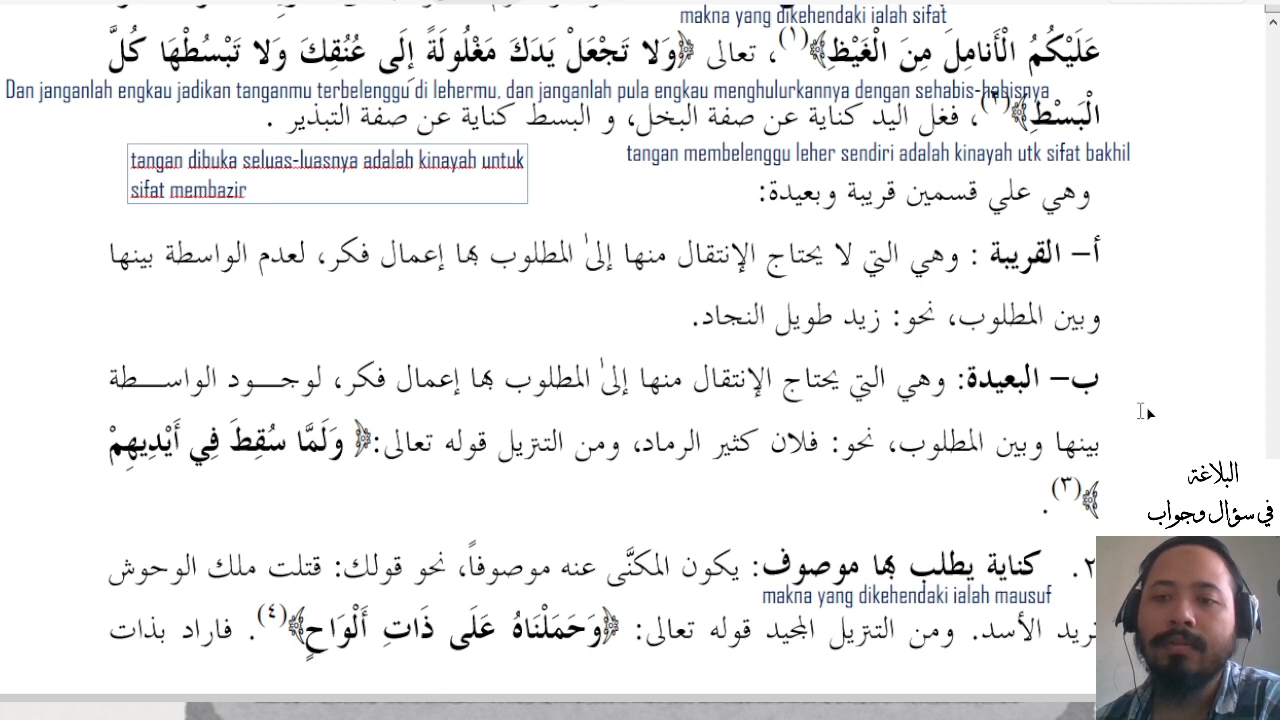 makna yang dikehendaki ialah sifat
عَلَيْكُمُ الْأَنامِلَ مِنَ الْغَيْظِ﴾(١)، تعالى ﴿وَلا تَجْعَلْ يَدَكَ مَغْلُولَةً إِلَى عُنُقِكَ وَلا تَبْسُطْهَا كُلَّ
Dan janganlah engkau jadikan tanganmu terbelenggu di lehermu, dan janganlah pula engkau menghulurkannya dengan sehabis-habisnya
الْبَسْطِ﴾(٢)، فغل اليد كناية عن صفة البخل، و البسط كناية عن صفة التبذير .
tangan membelenggu leher sendiri adalah kinayah utk sifat bakhil
tangan dibuka seluas-luasnya adalah kinayah untuk
sifat membazir
وهي علي قسمين قريبة وبعيدة:
أ– القريبة : وهي التي لا يحتاج الإنتقال منها إلىٰ المطلوب بها إعمال فكر، لعدم الواسطة بينها
وبين المطلوب، نحو: زيد طويل النجاد.
ب– البعيدة: وهي التي يحتاج الإنتقال منها إلىٰ المطلوب بها إعمال فكر، لوجود الواسطة
بينها وبين المطلوب، نحو: فلان كثير الرماد، ومن التنزيل قوله تعالى:﴿ وَلَمَّا سُقِطَ فِي أَيْدِيهِمْ
﴾(٣) .
٢. كناية يطلب بها موصوف: يكون المكنَّى عنه موصوفاً، نحو قولك: قتلت ملك الوحوش
makna yang dikehendaki ialah mausuf
تريد الأسد. ومن التنزيل المجيد قوله تعالى: ﴿وَحَمَلْنَاهُ عَلَى ذَاتِ أَلْوَاحٍ﴾(٤). فاراد بذات
البلاغة
في سؤال وجواب